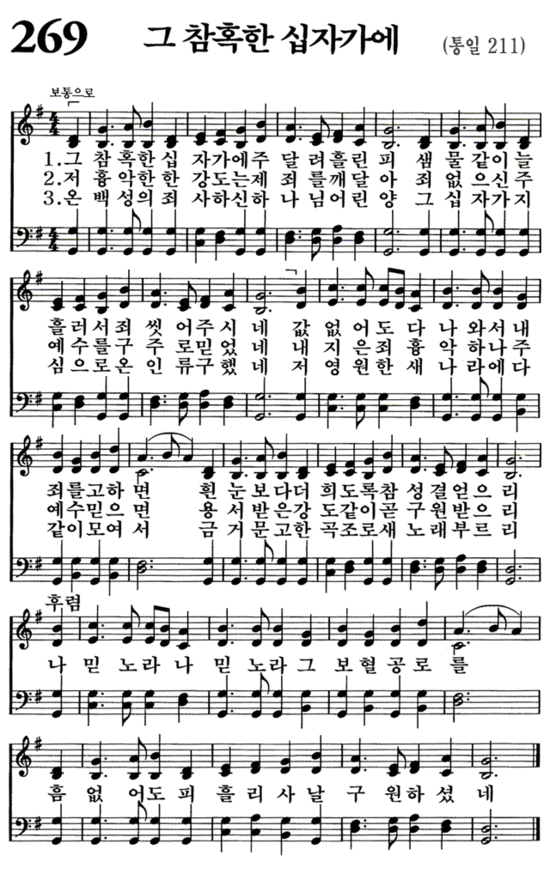 269 그 참혹한 십자가에 (통일 211)
보통으로
1.그 참 혹한 십 자가에주 달 려흘린 피 샘 물같이늘
2.저 흉 악한 한 강도는제 죄 를깨달 아 죄 없으신주
3.온 백 성의 죄 사하신하 나 님어린 양 그 십자가지
흘러서죄 씻 어주시 네 값 없 어 도 다 나 와서내
예수를구 주 로믿었 네 내 지 은죄 흉 악 하나주
심으로온 인 류구했 네 저 영 원한 새 나 라에다
죄를고하 면 흰 눈보다더 희도록참 성결얻으 리
예수믿으 면 용 서받은강 도같이곧 구원받으 리
같이모여 서 금 거문고한 곡조로새 노래부르 리
후렴
나 믿 노라 나 믿 노라그 보혈공로 를
흠 없 어도피 흘 리 사 날 구 원하 셨 네